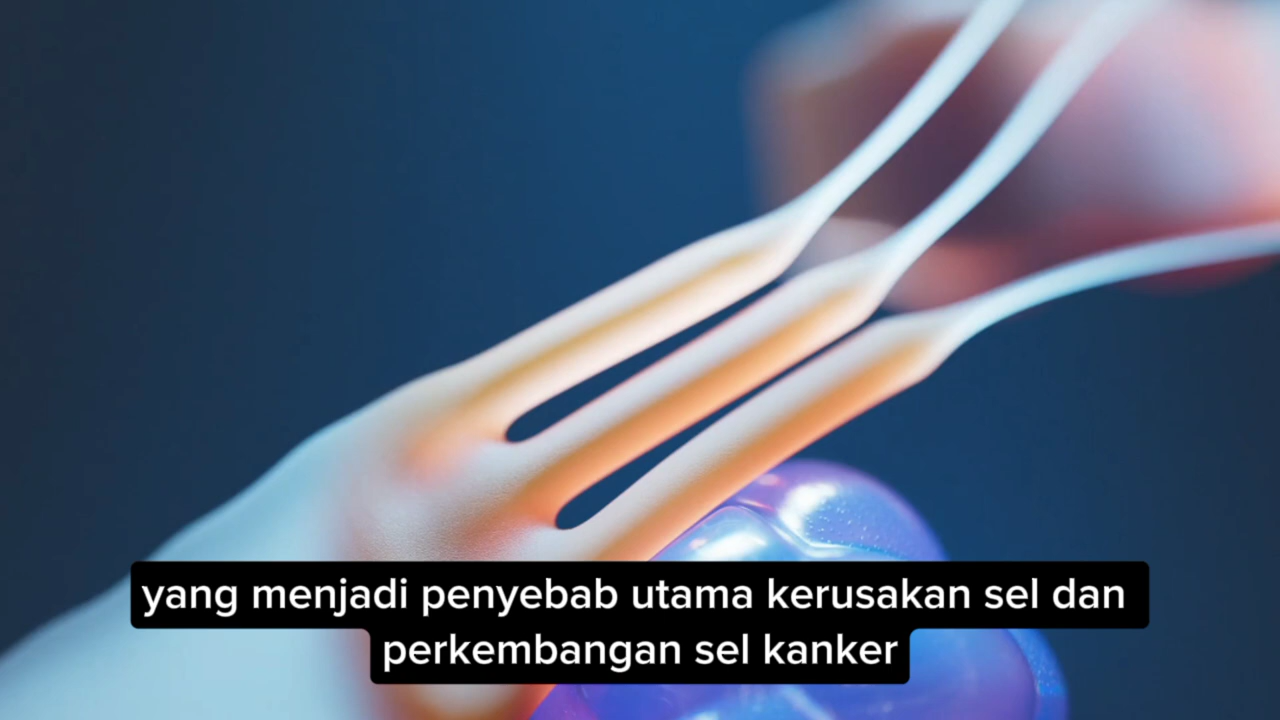 yang menjadi penyebab utama kerusakan sel dan
perkembangan sel kanker